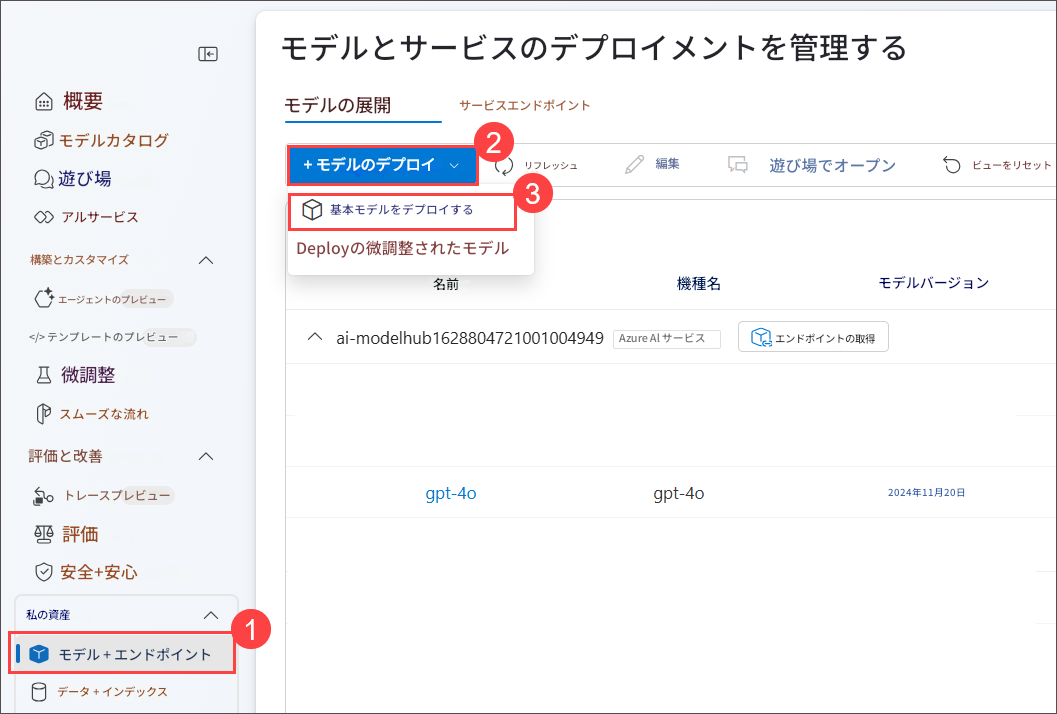 モデルとサービスのデプロイメントを管理する
概要
モデルの展開
サービスエンドポイント
モデルカタログ
+ モデルのデプロイ
2
リフレッシュ
編集
遊び場でオープン
ビューをリセット
遊び場
3
基本モデルをデプロイする
アルサービス
Deployの微調整されたモデル
構築とカスタマイズ
名前
機種名
モデルバージョン
エージェントのプレビュー
</> テンプレートのプレビュー
ai-modelhub1628804721001004949
Azure AI サービス
エンドポイントの取得
微調整
スムーズな流れ
評価と改善
トレースプレビュー
gpt-4o
gpt-4o
2024年11月20日
評価
安全+安心
私の資産
1
モデル + エンドポイント
データ + インデックス